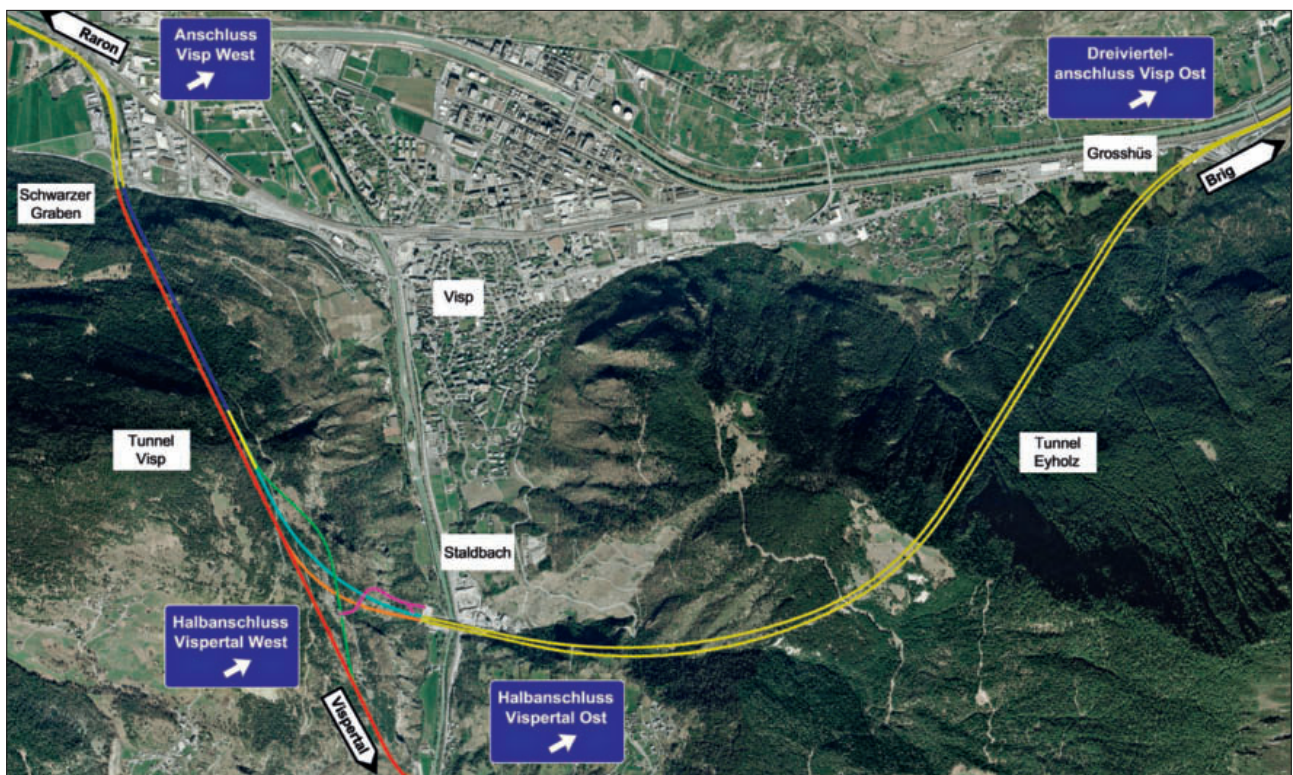 Raron
Anschluss
Visp West
Dreiviertel-
anschluss Visp Ost
Grosshüs
Brig
Schwarzer
Graben
Visp
Tunnel
Visp
Tunnel
Eyholz
Staldbach
Halbanschluss
Vispertal West
Halbanschluss
Vispertal Ost
Vispertal